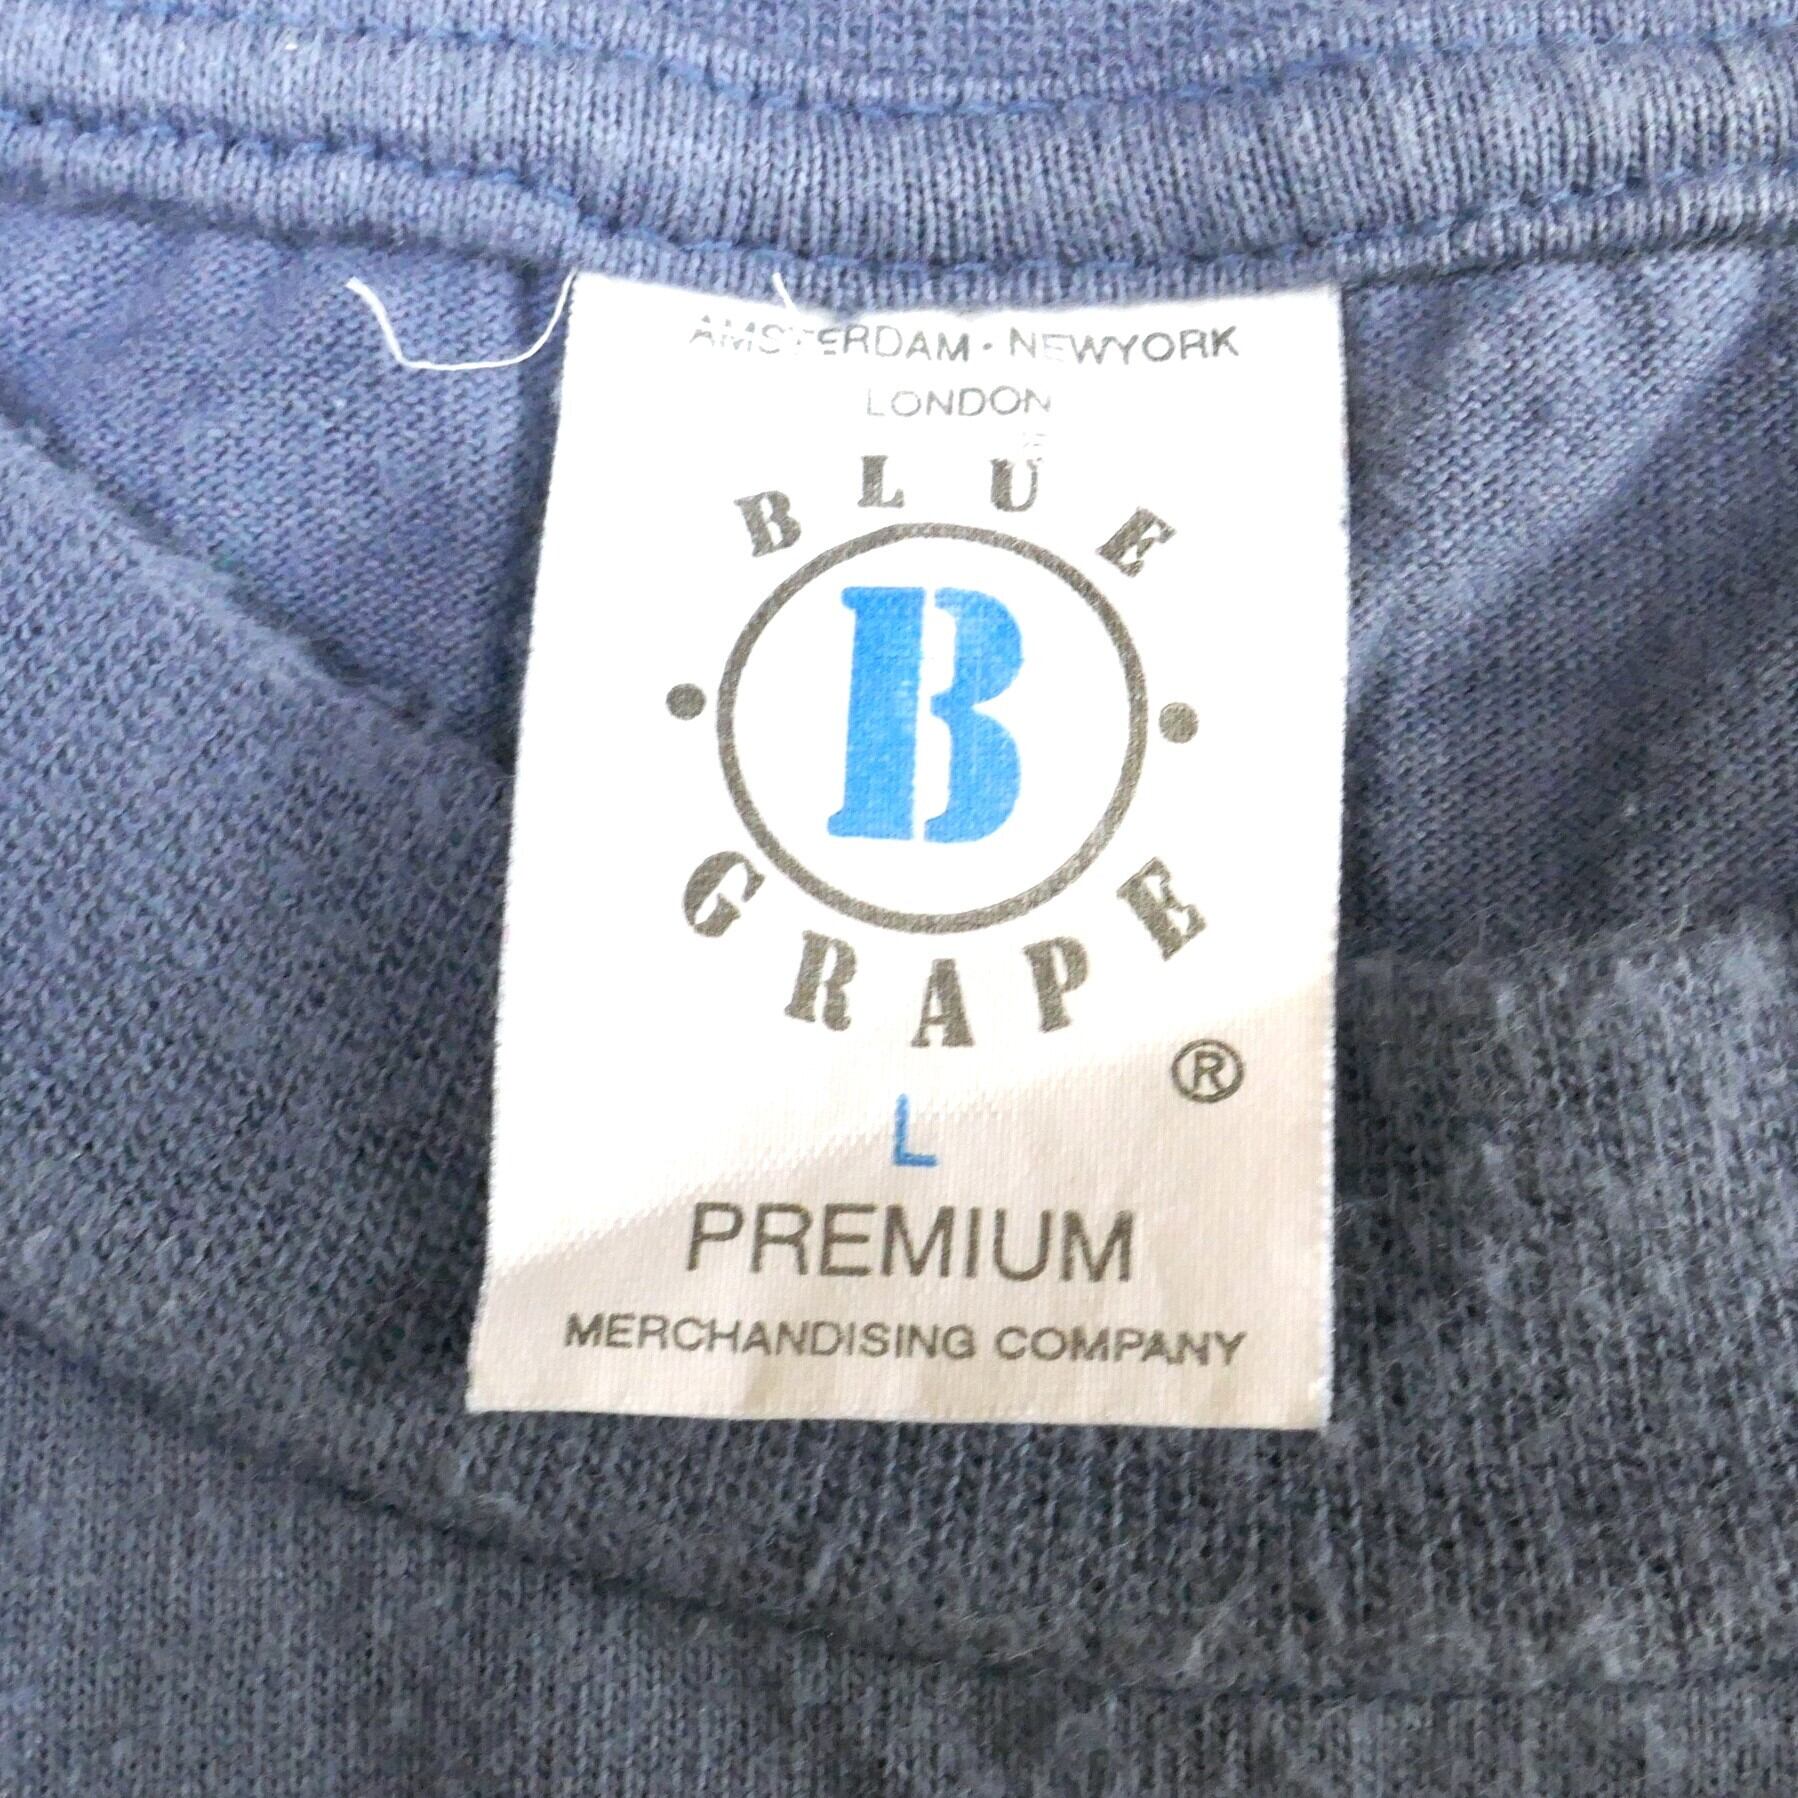 AMSTERDAM · NEWYORK
LONDON
BLUE
B
GRAPE
®
L
PREMIUM
MERCHANDISING COMPANY